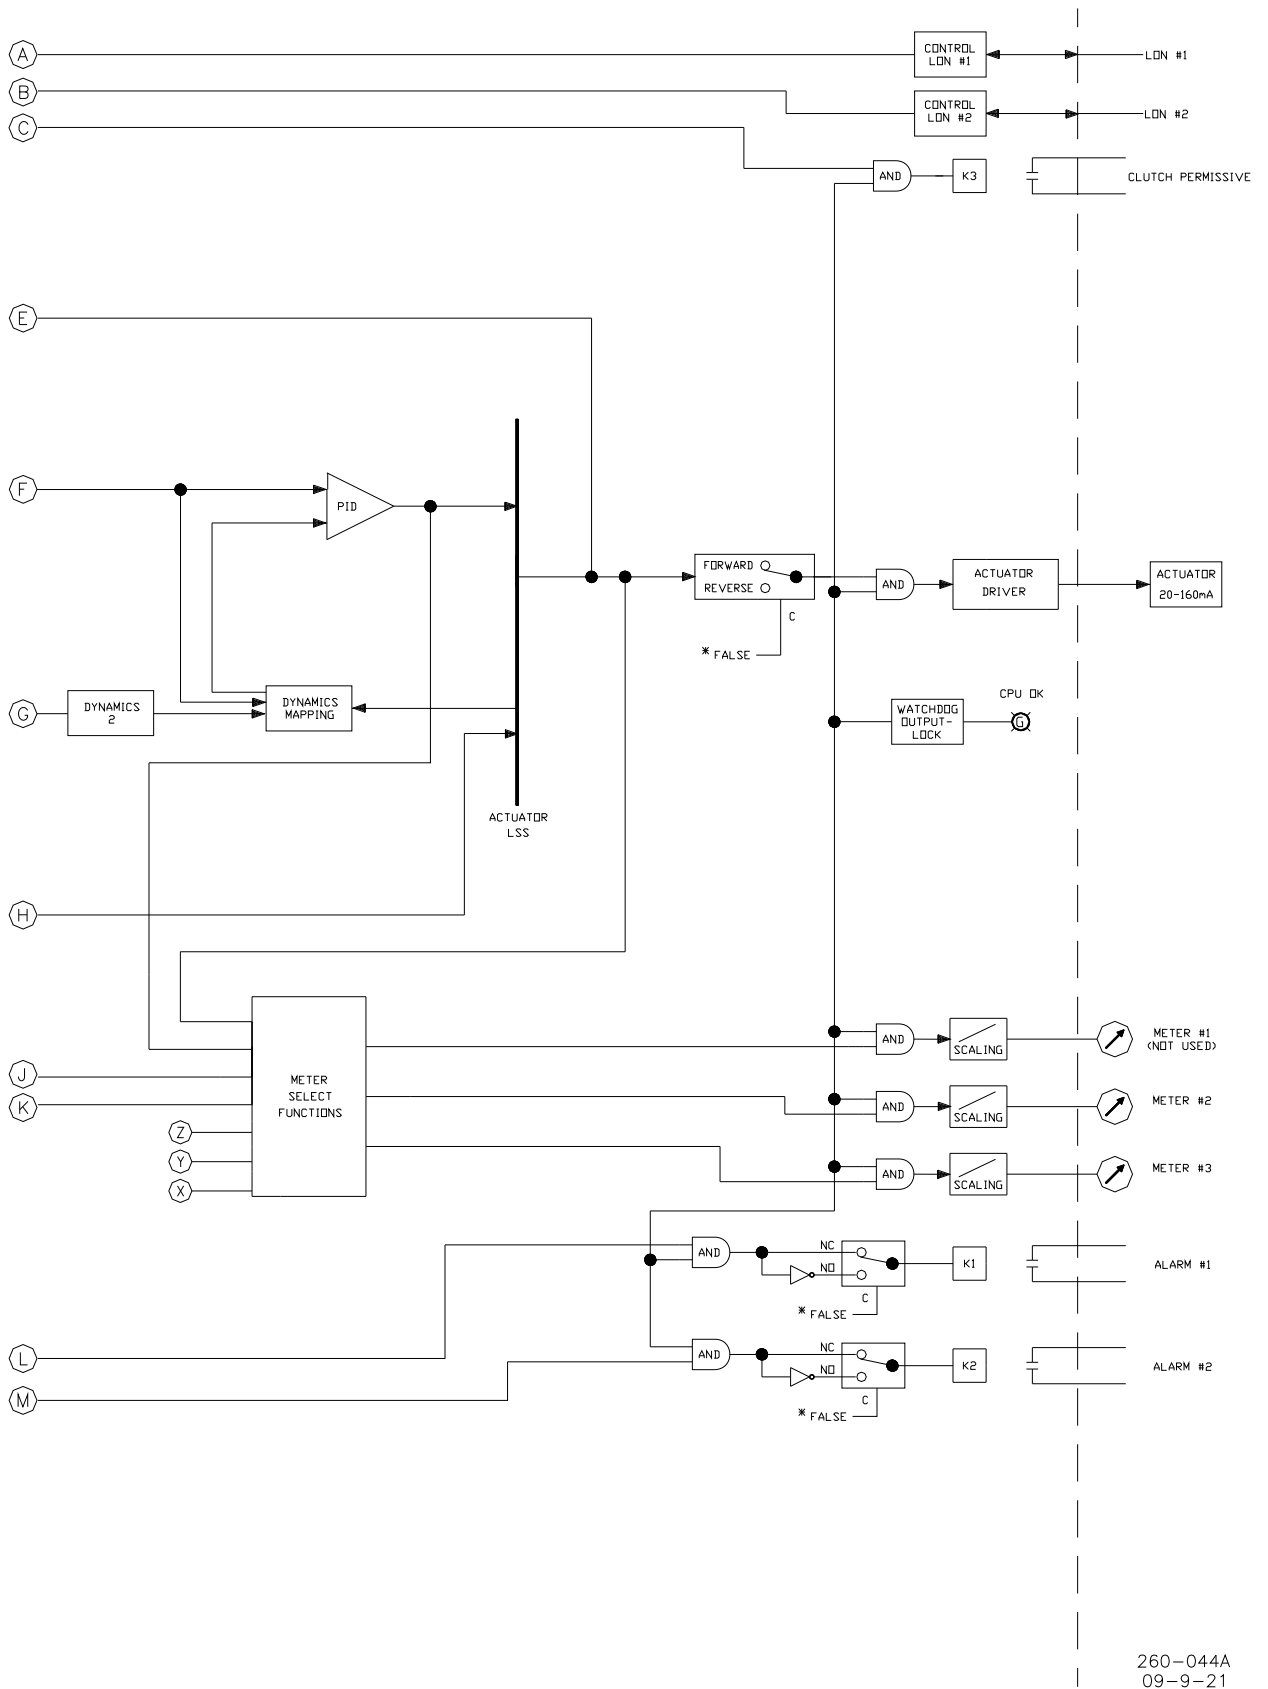 A
CONTROL
LON #1
LON #1
B
CONTROL
LON #2
LON #2
C
AND
K3
CLUTCH PERMISSIVE
E
F
PID
FORWARD
REVERSE
C
* FALSE
AND
ACTUATOR
DRIVER
ACTUATOR
20-160mA
G
DYNAMICS
2
DYNAMICS
MAPPING
WATCHDOG
OUTPUT-
LOCK
CPU OK
G
ACTUATOR
LSS
H
J
K
Z
Y
X
METER
SELECT
FUNCTIONS
AND
SCALING
METER #1
(NOT USED)
AND
SCALING
METER #2
AND
SCALING
METER #3
AND
NC
NO
C
* FALSE
K1
ALARM #1
L
AND
NC
NO
C
* FALSE
K2
ALARM #2
M
260-044A
09-9-21